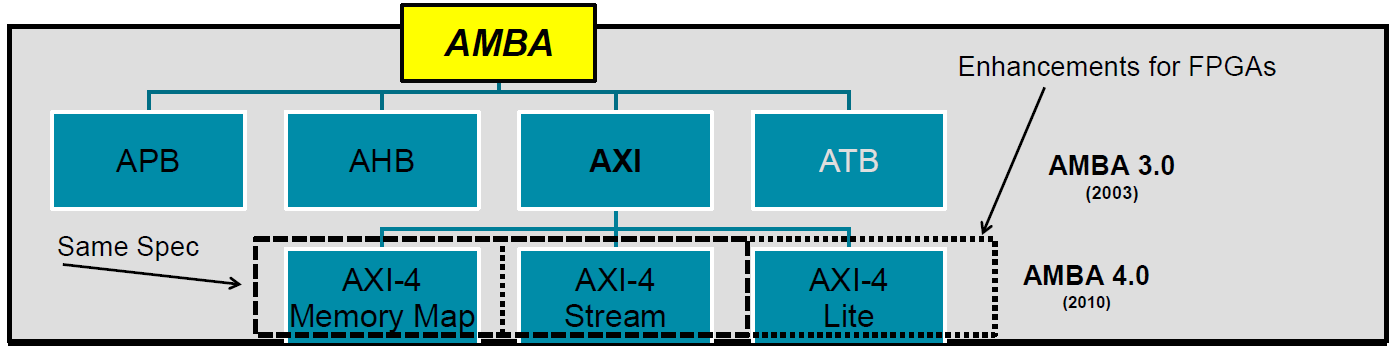 AMBA
Enhancements for FPGAs
APB
AHB
AXI
ATB
AMBA 3.0
(2003)
Same Spec
AXI-4
Memory Map
AXI-4
Stream
AXI-4
Lite
AMBA 4.0
(2010)